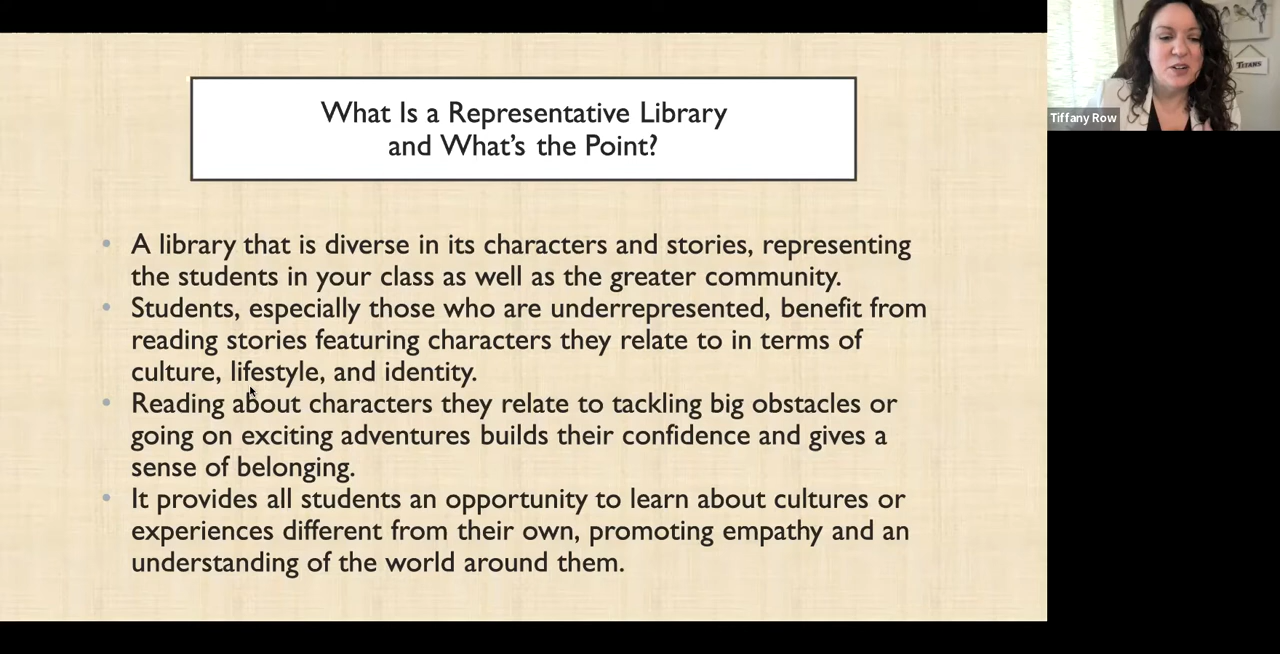 What Is a Representative Library
and What's the Point?
A library that is diverse in its characters and stories, representing
the students in your class as well as the greater community.
Students, especially those who are underrepresented, benefit from
reading stories featuring characters they relate to in terms of
culture, lifestyle, and identity.
Reading about characters they relate to tackling big obstacles or
going on exciting adventures builds their confidence and gives a
sense of belonging.
It provides all students an opportunity to learn about cultures or
experiences different from their own, promoting empathy and an
understanding of the world around them.
TITANS
Tiffany Row